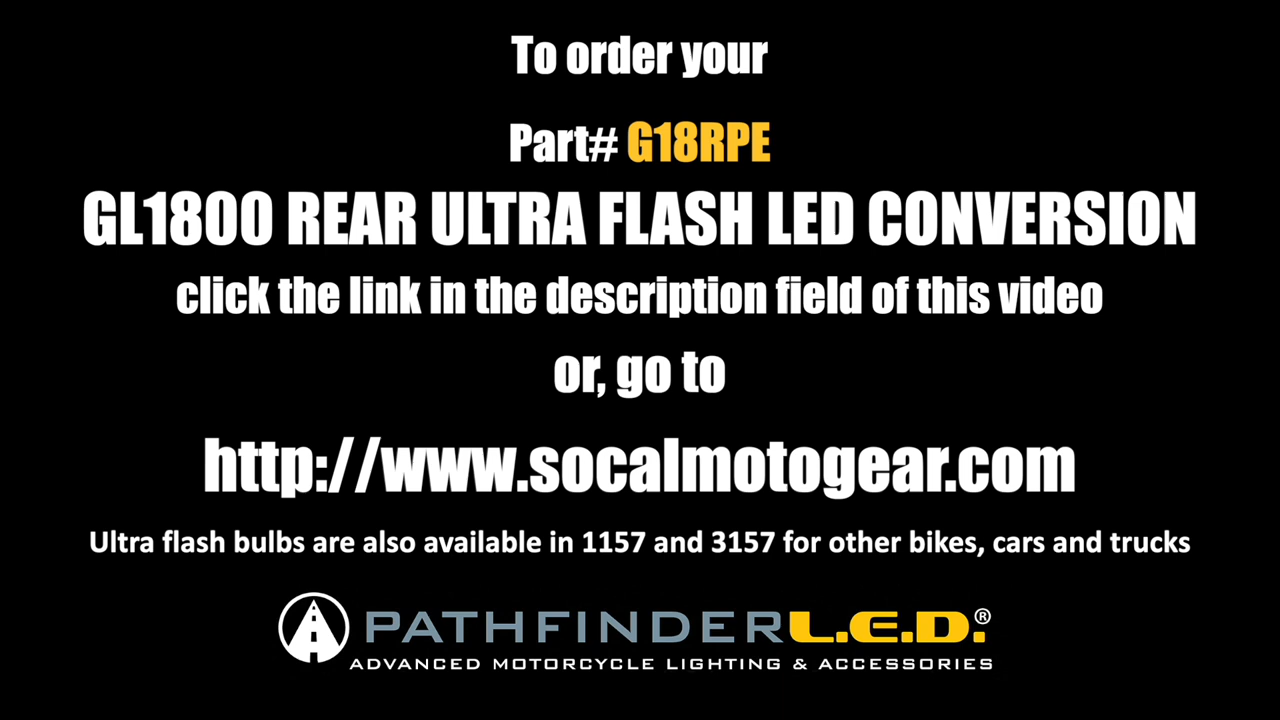 To order your
Part# G18RPE
GL1800 REAR ULTRA FLASH LED CONVERSION
click the link in the description field of this video
or, go to
http://www.socalmotogear.com
Ultra flash bulbs are also available in 1157 and 3157 for other bikes, cars and trucks
PATHFINDERL.E.D.®
ADVANCED MOTORCYCLE LIGHTING & ACCESSORIES